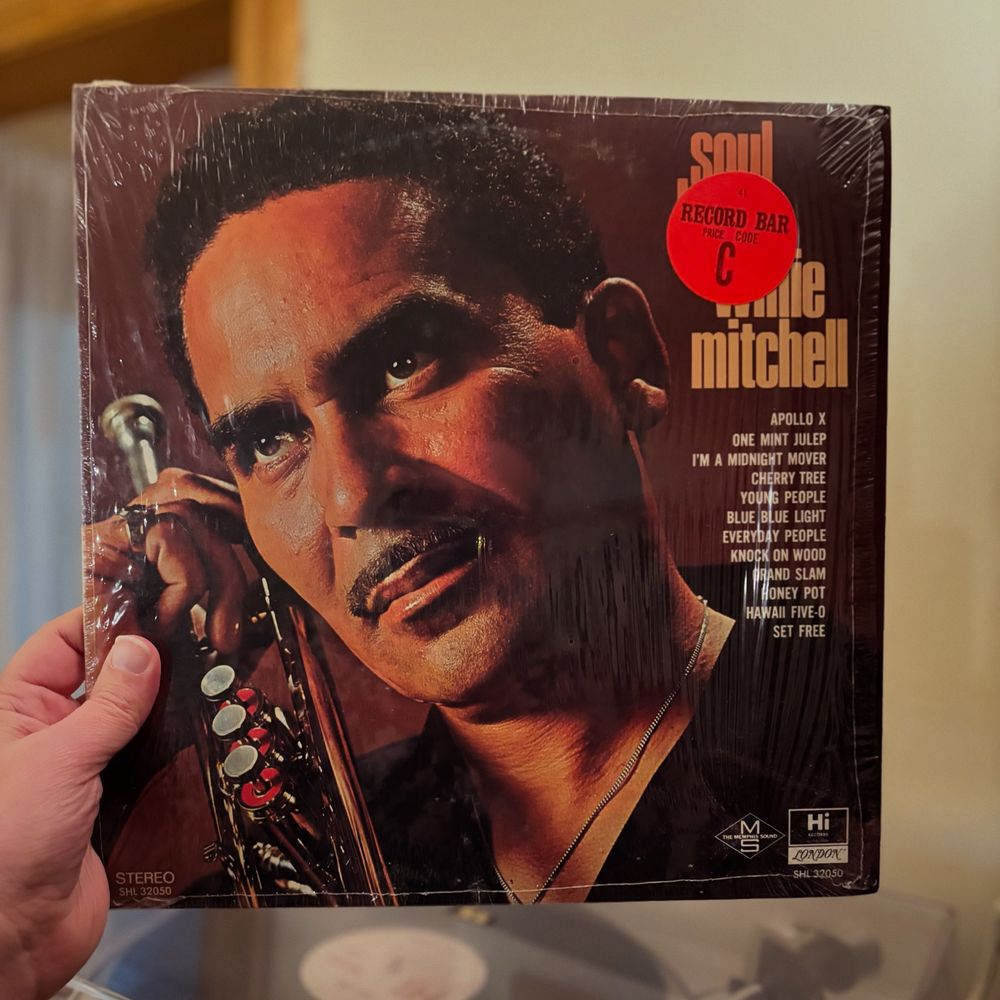 soul
41
RECORD BAR
PRICE CODE
C
willie
mitchell
APOLLO X
ONE MINT JULEP
I'M A MIDNIGHT MOVER
CHERRY TREE
YOUNG PEOPLE
BLUE BLUE LIGHT
EVERYDAY PEOPLE
KNOCK ON WOOD
GRAND SLAM
HONEY POT
HAWAII FIVE-O
SET FREE
M
THE MEMPHIS SOUND
S
Hi
RECORDS
LONDON
SHL 32050
STEREO
SHL 32050